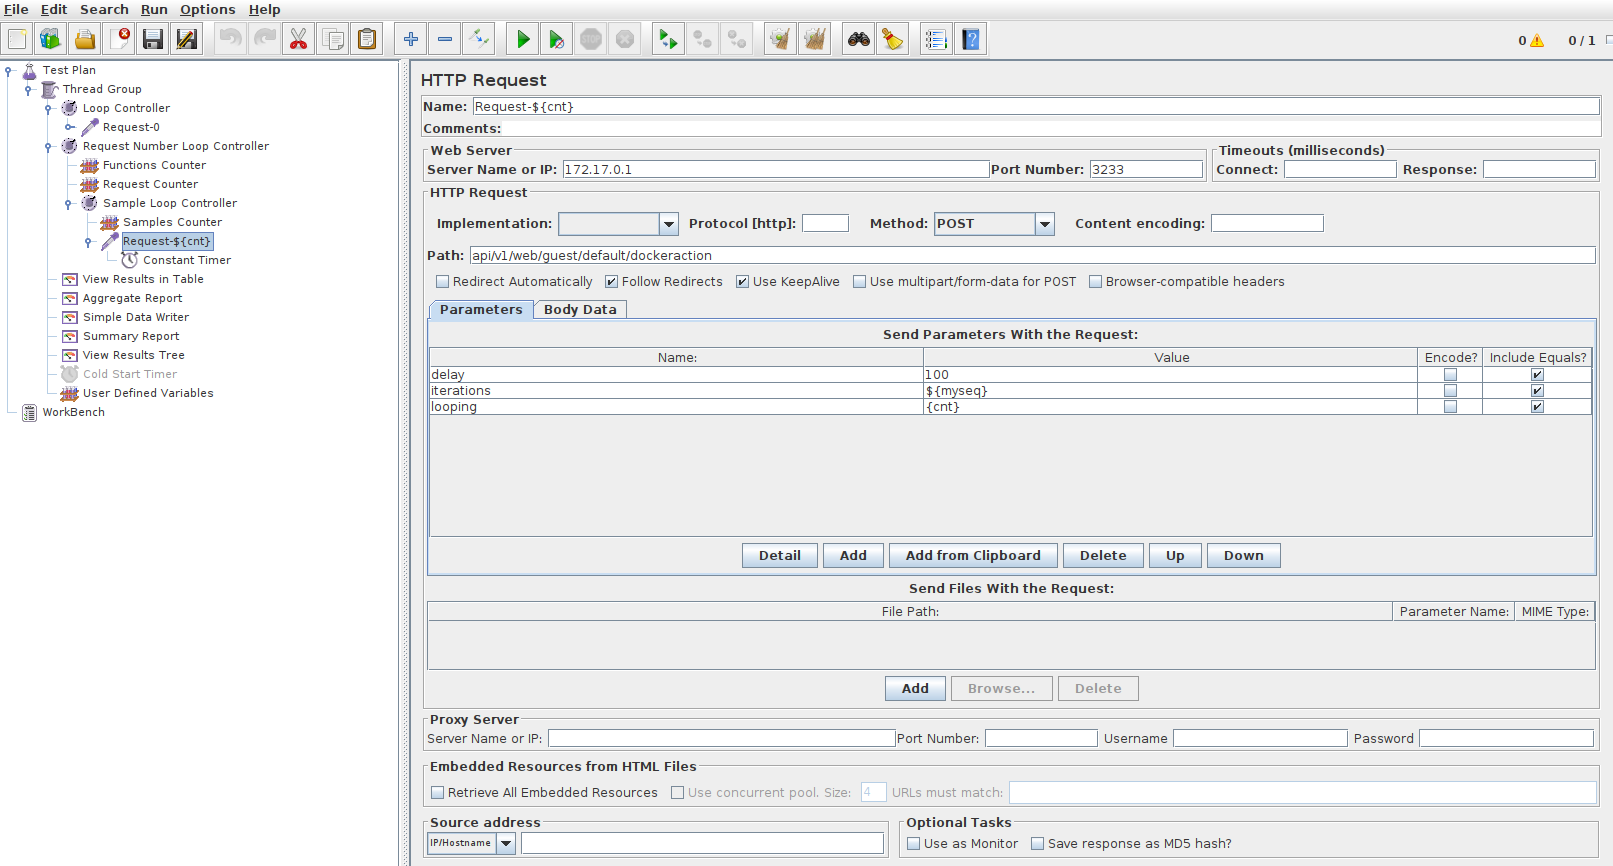 File Edit Search Run Options Help
0 0 / 1
Test Plan
Thread Group
Loop Controller
Request-0
Request Number Loop Controller
Functions Counter
Request Counter
Sample Loop Controller
Samples Counter
Request-${cnt}
Constant Timer
View Results in Table
Aggregate Report
Simple Data Writer
Summary Report
View Results Tree
Cold Start Timer
User Defined Variables
WorkBench
HTTP Request
Name: Request-${cnt}
Comments:
Web Server
Server Name or IP: 172.17.0.1 Port Number: 3233
Timeouts (milliseconds)
Connect: Response:
HTTP Request
Implementation: Protocol [http]: Method: POST Content encoding:
Path: api/v1/web/guest/default/dockeraction
Redirect Automatically Follow Redirects Use KeepAlive Use multipart/form-data for POST Browser-compatible headers
Parameters Body Data
Send Parameters With the Request:
Name: Value Encode? Include Equals?
delay 100
iterations ${myseq}
looping {cnt}
Detail Add Add from Clipboard Delete Up Down
Send Files With the Request:
File Path: Parameter Name: MIME Type:
Add Browse... Delete
Proxy Server
Server Name or IP: Port Number: Username Password
Embedded Resources from HTML Files
Retrieve All Embedded Resources Use concurrent pool. Size: 4 URLs must match:
Source address
IP/Hostname
Optional Tasks
Use as Monitor Save response as MD5 hash?